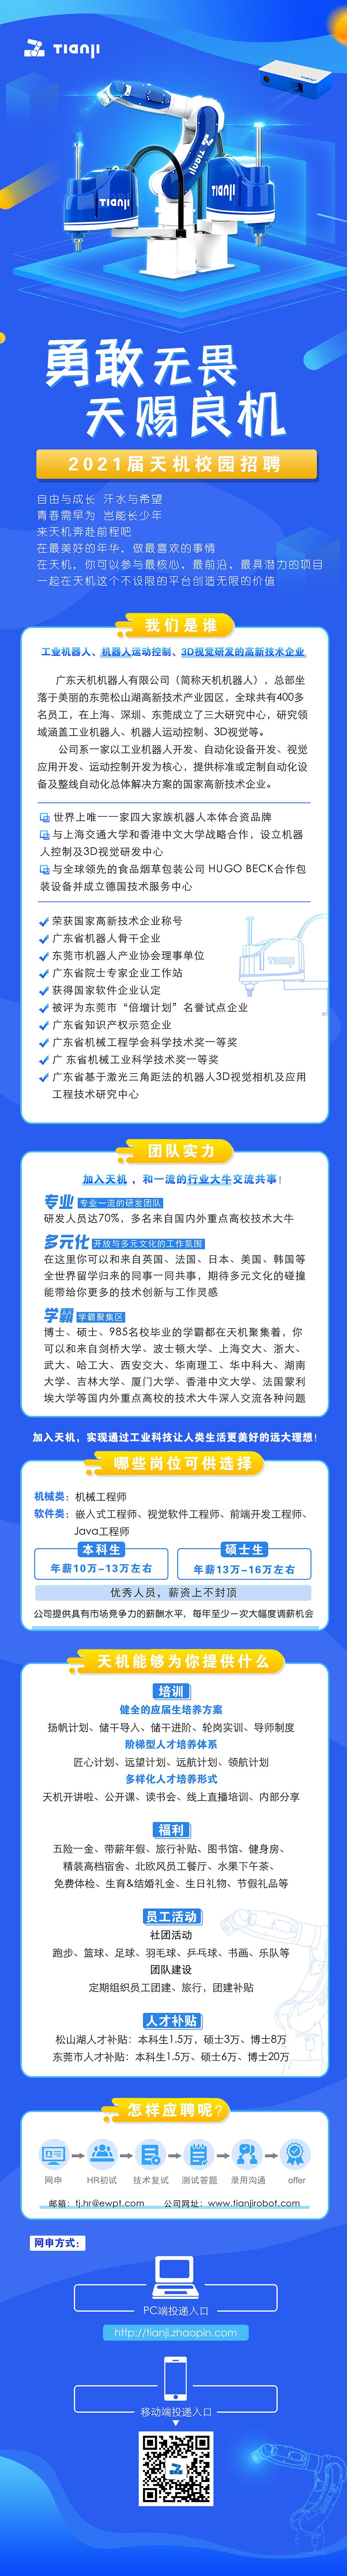 TIANJI
TIANJI
TIANJI
勇敢无畏
天赐良机
2021届天机校园招聘
自由与成长 汗水与希望
青春需早为 岂能长少年
来天机奔赴前程吧
在最美好的年华，做最喜欢的事情
在天机，你可以参与最核心、最前沿、最具潜力的项目
一起在天机这个不设限的平台创造无限的价值
我们是谁
工业机器人、机器人运动控制、3D视觉研发的高新技术企业
广东天机机器人有限公司（简称天机机器人），总部坐
落于美丽的东莞松山湖高新技术产业园区，全球共有400多
名员工，在上海、深圳、东莞成立了三大研究中心，研究领
域涵盖工业机器人、机器人运动控制、3D视觉等。
公司系一家以工业机器人开发、自动化设备开发、视觉
应用开发、运动控制开发为核心，提供标准或定制自动化设
备及整线自动化总体解决方案的国家高新技术企业。
世界上唯一一家四大家族机器人本体合资品牌
与上海交通大学和香港中文大学战略合作，设立机器
人控制及3D视觉研发中心
与全球领先的食品烟草包装公司 HUGO BECK合作包
装设备并成立德国技术服务中心
荣获国家高新技术企业称号
广东省机器人骨干企业
东莞市机器人产业协会理事单位
广东省院士专家企业工作站
获得国家软件企业认定
被评为东莞市“倍增计划”名誉试点企业
广东省知识产权示范企业
广东省机械工程学会科学技术奖一等奖
广 东省机械工业科学技术奖一等奖
广东省基于激光三角距法的机器人3D视觉相机及应用
工程技术研究中心
TIANJI
团队实力
加入天机，和一流的行业大牛交流共事！
专业 专业一流的研发团队
研发人员达70%，多名来自国内外重点高校技术大牛
多元化 开放与多元文化的工作氛围
在这里你可以和来自英国、法国、日本、美国、韩国等
全世界留学归来的同事一同共事，期待多元文化的碰撞
能带给你更多的技术创新与工作灵感
学霸 学霸聚集区
博士、硕士、985名校毕业的学霸都在天机聚集着，你
可以和来自剑桥大学、波士顿大学、上海交大、浙大、
武大、哈工大、西安交大、华南理工、华中科大、湖南
大学、吉林大学、厦门大学、香港中文大学、法国蒙利
埃大学等国内外重点高校的技术大牛深入交流各种问题
加入天机，实现通过工业科技让人类生活更美好的远大理想！
哪些岗位可供选择
机械类：机械工程师
软件类：嵌入式工程师、视觉软件工程师、前端开发工程师、
Java工程师
本科生
年薪10万-13万左右
硕士生
年薪13万-16万左右
优秀人员，薪资上不封顶
公司提供具有市场竞争力的薪酬水平，每年至少一次大幅度调薪机会
天机能够为你提供什么
培训
健全的应届生培养方案
扬帆计划、储干导入、储干进阶、轮岗实训、导师制度
阶梯型人才培养体系
匠心计划、远望计划、远航计划、领航计划
多样化人才培养形式
天机开讲啦、公开课、读书会、线上直播培训、内部分享
福利
五险一金、带薪年假、旅行补贴、图书馆、健身房、
精装高档宿舍、北欧风员工餐厅、水果下午茶、
免费体检、生育&结婚礼金、生日礼物、节假礼品等
员工活动
社团活动
跑步、篮球、足球、羽毛球、乒乓球、书画、乐队等
团队建设
定期组织员工团建、旅行，团建补贴
人才补贴
松山湖人才补贴：本科生1.5万，硕士3万、博士8万
东莞市人才补贴：本科生1.5万、硕士6万、博士20万
怎样应聘呢？
网申 HR初试 技术复试 测试答题 录用沟通 offer
邮箱：tj.hr@ewpt.com 公司网址：www.tianjirobot.com
网申方式：
PC端投递入口
http://tianji.zhaopin.com
移动端投递入口